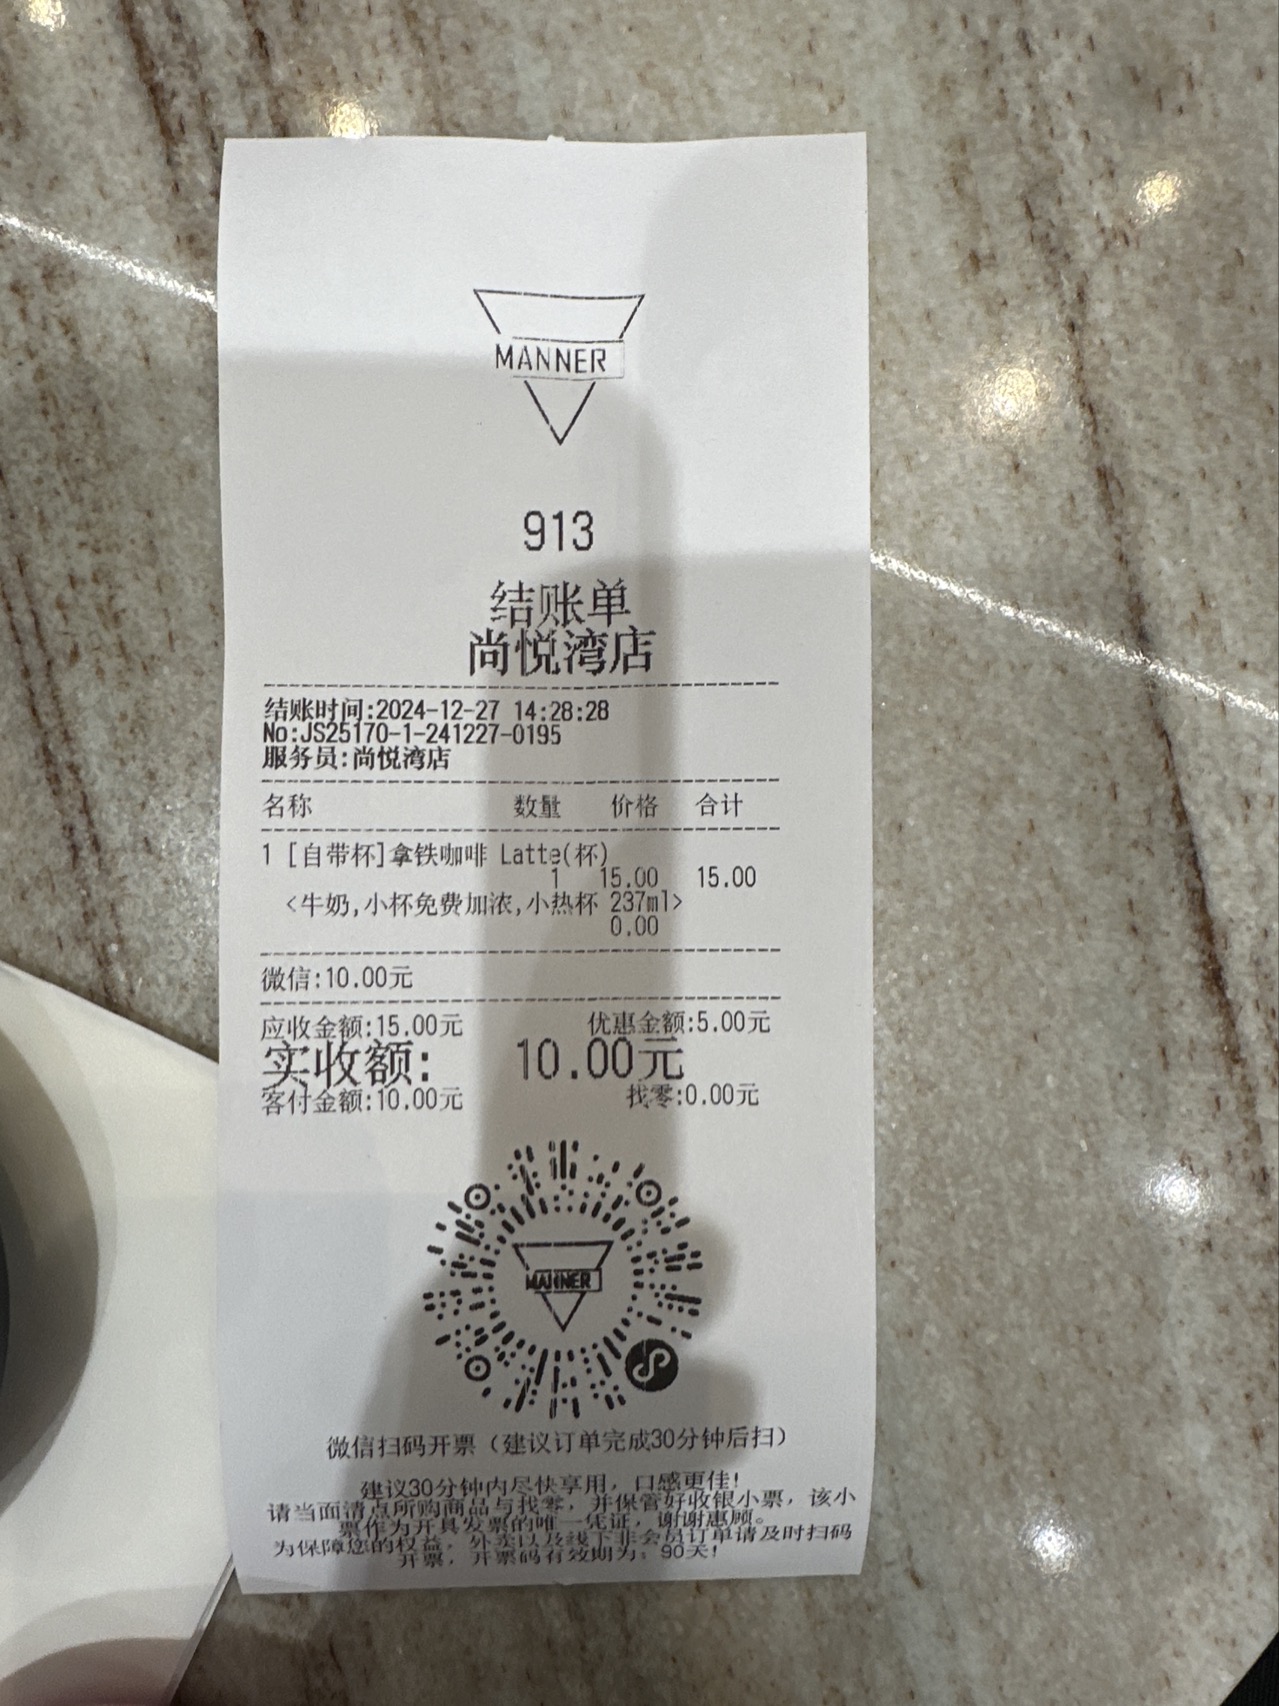 MANNER
913
结账单
尚悦湾店
结账时间:2024-12-27 14:28:28
No:JS25170-1-241227-0195
服务员:尚悦湾店
名称 数量 价格 合计
1 [自带杯]拿铁咖啡 Latte(杯)
1 15.00 15.00
<牛奶,小杯免费加浓,小热杯 237ml>
0.00
微信:10.00元
应收金额:15.00元 优惠金额:5.00元
实收额: 10.00元
客付金额:10.00元 找零:0.00元
MANNER
微信扫码开票（建议订单完成30分钟后扫）
建议30分钟内尽快享用，口感更佳！
请当面清点所购商品与找零，并保管好收银小票，该小
票作为开具发票的唯一凭证，谢谢惠顾。
为保障您的权益，外卖以及线下非会员订单请及时扫码
开票，开票码有效期为：90天！